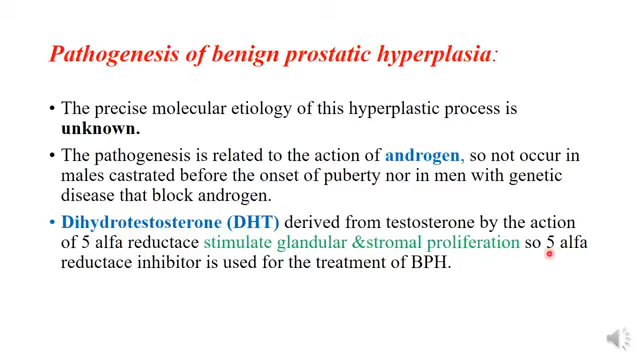 Pathogenesis of benign prostatic hyperplasia:
• The precise molecular etiology of this hyperplastic process is
unknown.
• The pathogenesis is related to the action of androgen, so not occur in
males castrated before the onset of puberty nor in men with genetic
disease that block androgen.
• Dihydrotestosterone (DHT) derived from testosterone by the action
of 5 alfa reductace stimulate glandular &stromal proliferation so 5 alfa
reductace inhibitor is used for the treatment of BPH.